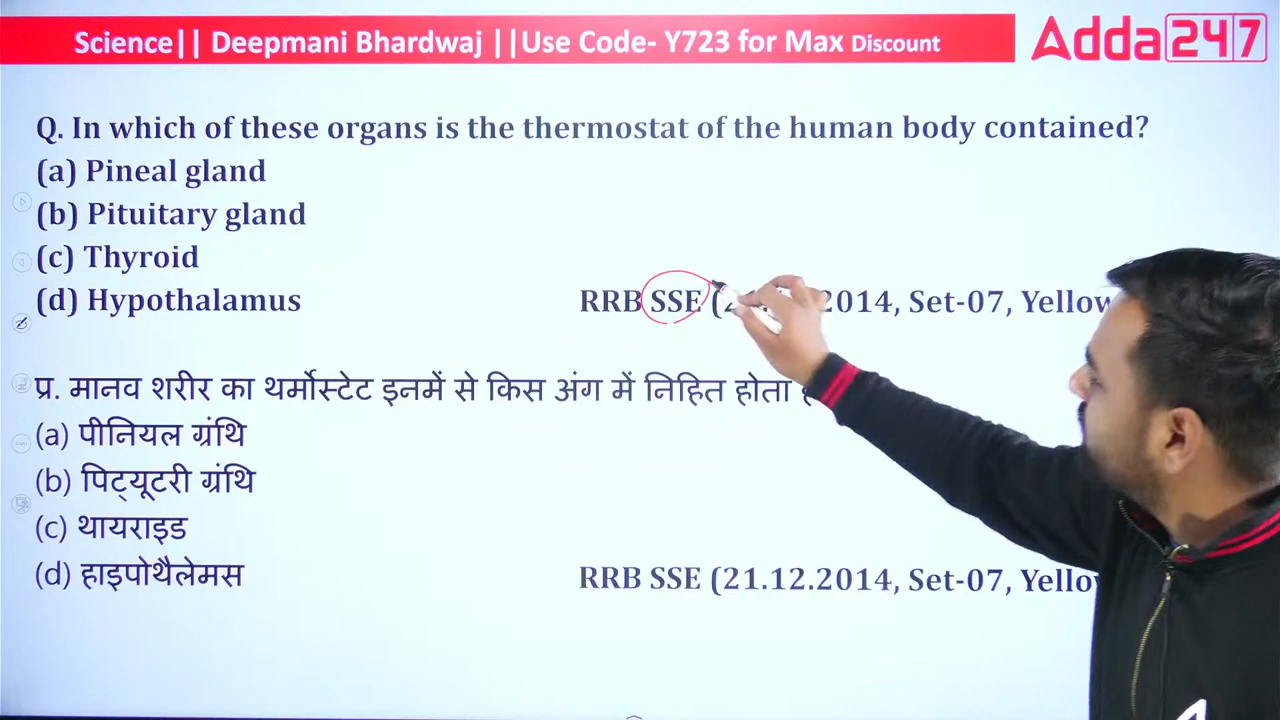 Science|| Deepmani Bhardwaj ||Use Code- Y723 for Max Discount
Adda247
Q. In which of these organs is the thermostat of the human body contained?
(a) Pineal gland
(b) Pituitary gland
(c) Thyroid
(d) Hypothalamus
RRB SSE (2 2014, Set-07, Yellow
प्र. मानव शरीर का थर्मोस्टेट इनमें से किस अंग में निहित होता
(a) पीनियल ग्रंथि
(b) पिट्यूटरी ग्रंथि
(c) थायराइड
(d) हाइपोथैलेमस
RRB SSE (21.12.2014, Set-07, Yello